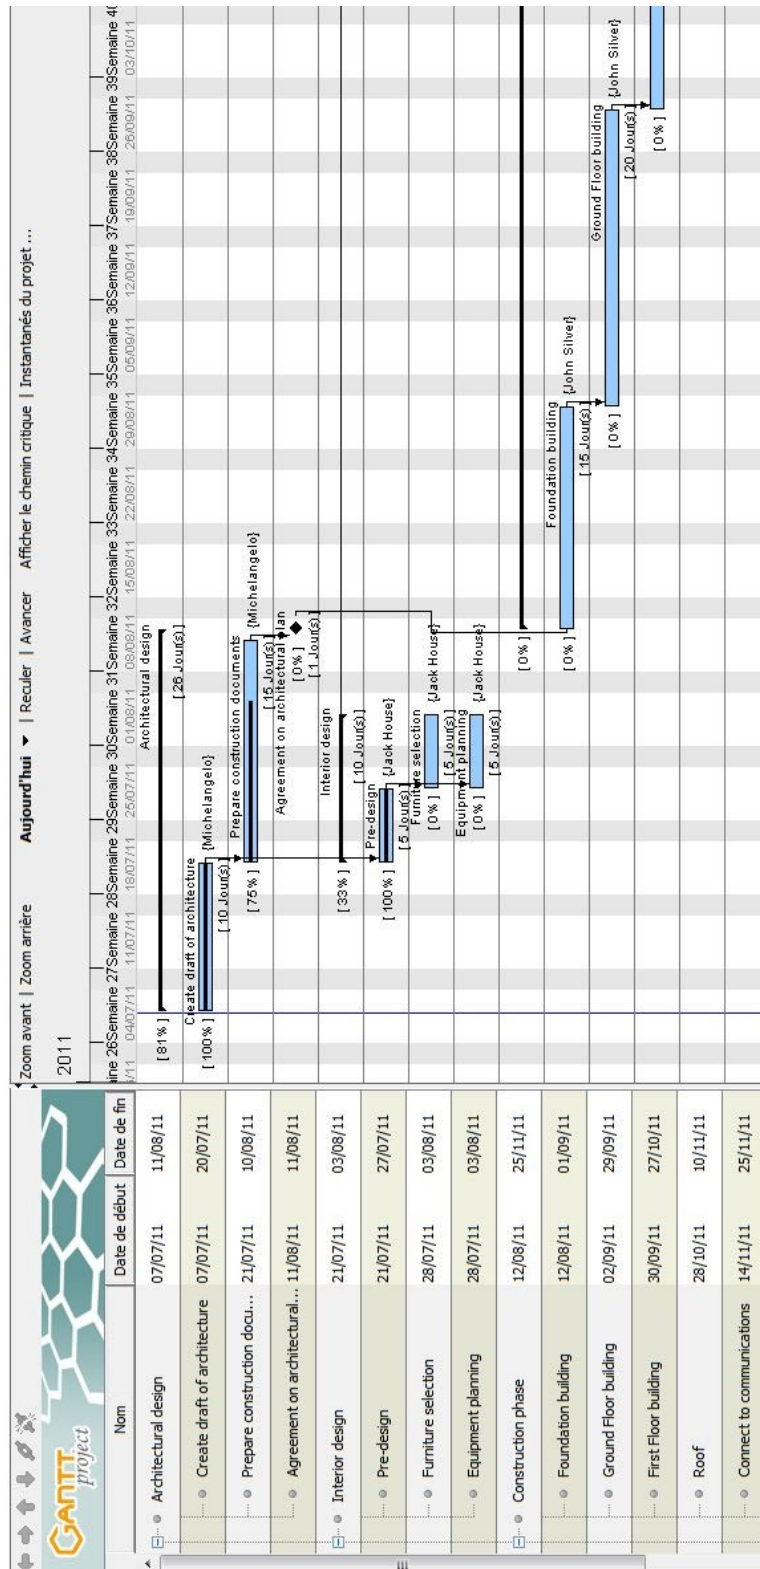 GANTT
project
Zoom avant | Zoom arrière
Aujourd'hui ▼ | Reculer | Avancer
Afficher le chemin critique | Instantanés du projet ...
Nom
Date de début
Date de fin
Architectural design 07/07/11 11/08/11
Create draft of architecture 07/07/11 20/07/11
Prepare construction docu... 21/07/11 10/08/11
Agreement on architectural... 11/08/11 11/08/11
Interior design 21/07/11 03/08/11
Pre-design 21/07/11 27/07/11
Furniture selection 28/07/11 03/08/11
Equipment planning 28/07/11 03/08/11
Construction phase 12/08/11 25/11/11
Foundation building 12/08/11 01/09/11
Ground Floor building 02/09/11 29/09/11
First Floor building 30/09/11 27/10/11
Roof 28/10/11 10/11/11
Connect to communications 14/11/11 25/11/11
2011
ine 26 Semaine 27 Semaine 28 Semaine 29 Semaine 30 Semaine 31 Semaine 32 Semaine 33 Semaine 34 Semaine 35 Semaine 36 Semaine 37 Semaine 38 Semaine 39 Semaine 40
/11 04/07/11 11/07/11 18/07/11 25/07/11 01/08/11 08/08/11 15/08/11 22/08/11 29/08/11 05/09/11 12/09/11 19/09/11 26/09/11 03/10/11
Architectural design
[81% ]
[ 26 Jour(s) ]
Create draft of architecture
[100% ]
{Michelangelo}
[ 10 Jour(s) ]
Prepare construction documents
[75% ]
{Michelangelo}
[ 15 Jour(s) ]
Agreement on architectural plan
[0% ]
[ 1 Jour(s) ]
Interior design
[33% ]
[ 10 Jour(s) ]
Pre-design
[100% ]
{Jack House}
[ 5 Jour(s) ]
Furniture selection
[0% ]
{Jack House}
[ 5 Jour(s) ]
Equipment planning
[0% ]
{Jack House}
[ 5 Jour(s) ]
[0% ]
Foundation building
[0% ]
{John Silver}
[ 15 Jour(s) ]
Ground Floor building
[0% ]
{John Silver}
[ 20 Jour(s) ]
[0% ]